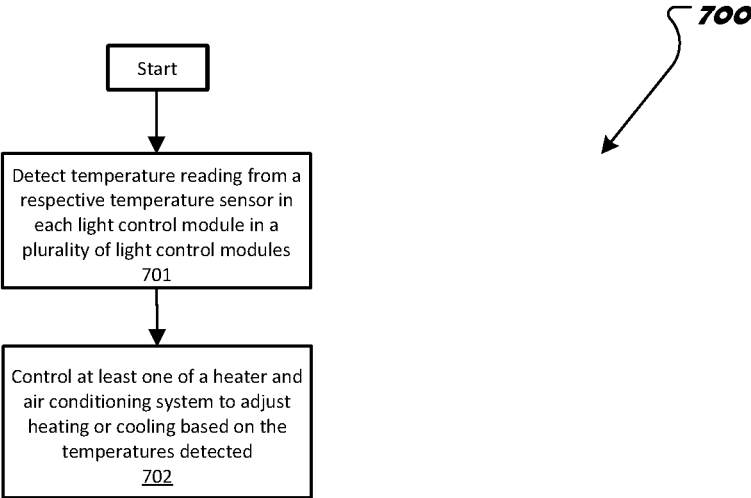 700
Start
Detect temperature reading from a
respective temperature sensor in
each light control module in a
plurality of light control modules
701
Control at least one of a heater and
air conditioning system to adjust
heating or cooling based on the
temperatures detected
702